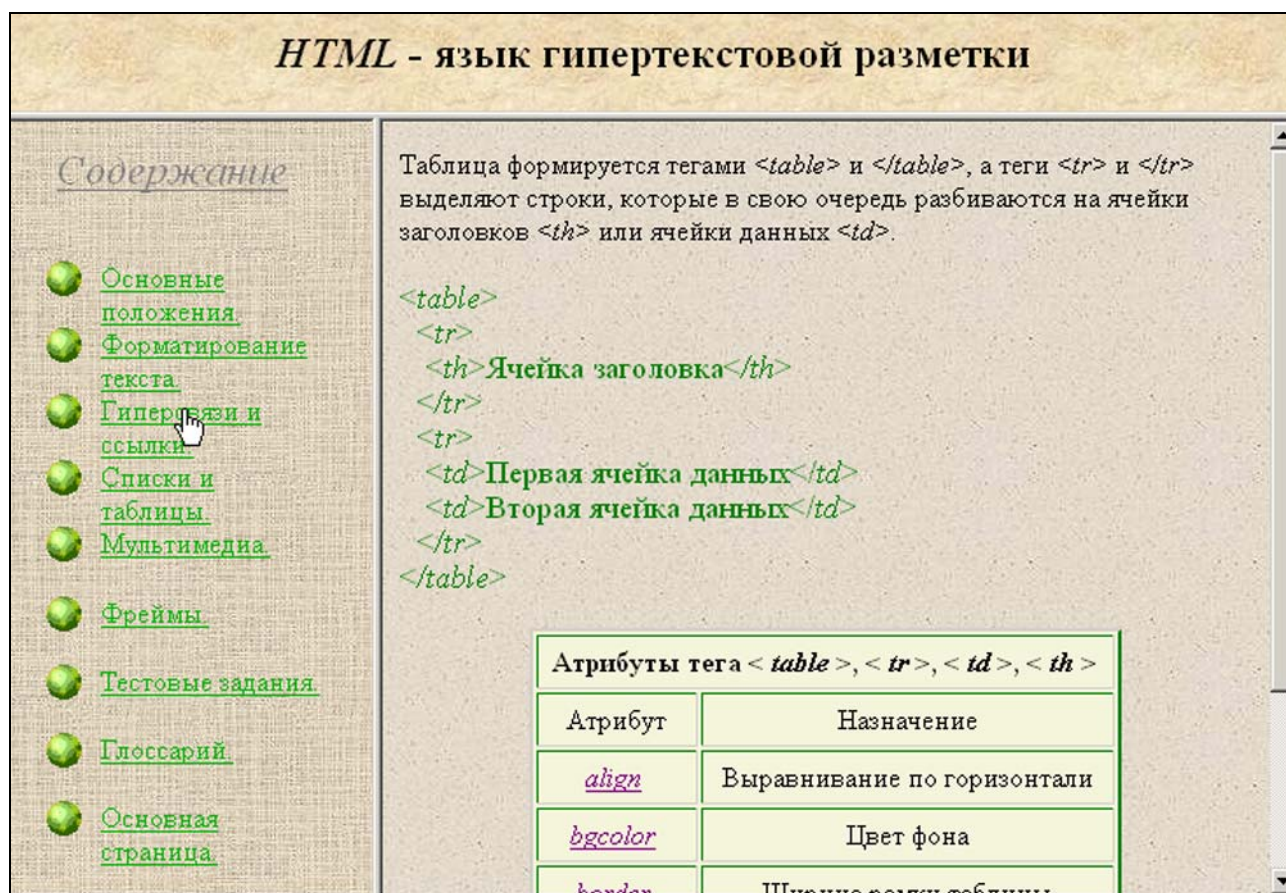 HTML - язык гипертекстовой разметки
Содержание
Основные
положения.
Форматирование
текста.
Гиперсвязи и
ссылки.
Списки и
таблицы.
Мультимедиа.
Фреймы.
Тестовые задания.
Глоссарий.
Основная
страница.
Таблица формируется тегами <table> и </table>, а теги <tr> и </tr>
выделяют строки, которые в свою очередь разбиваются на ячейки
заголовков <th> или ячейки данных <td>.
<table>
<tr>
<th>Ячейка заголовка</th>
</tr>
<tr>
<td>Первая ячейка данных</td>
<td>Вторая ячейка данных</td>
</tr>
</table>
Атрибуты тега < table >, < tr >, < td >, < th >
Атрибут Назначение
align Выравнивание по горизонтали
bgcolor Цвет фона
border Ширина рамки таблицы